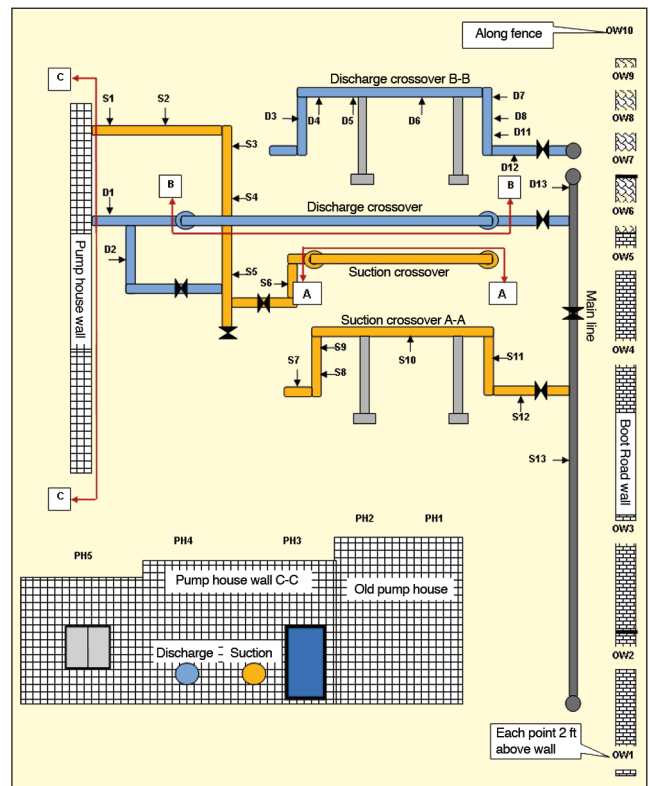 Along fence
OW10
C
S1
S2
Discharge crossover B-B
OW9
D3
D4
D5
D6
D7
D8
D11
OW8
S3
D12
OW7
D1
B
S4
Discharge crossover
B
D13
OW6
D2
Pump house wall
S5
S6
A
Suction crossover
A
OW5
Main line
Suction crossover A-A
S9
S7
S8
S10
S11
OW4
S12
S13
Boot Road wall
C
OW3
PH5
PH4
PH3
PH2
PH1
Pump house wall C-C
Old pump house
Discharge
Suction
OW2
Each point 2 ft
above wall
OW1